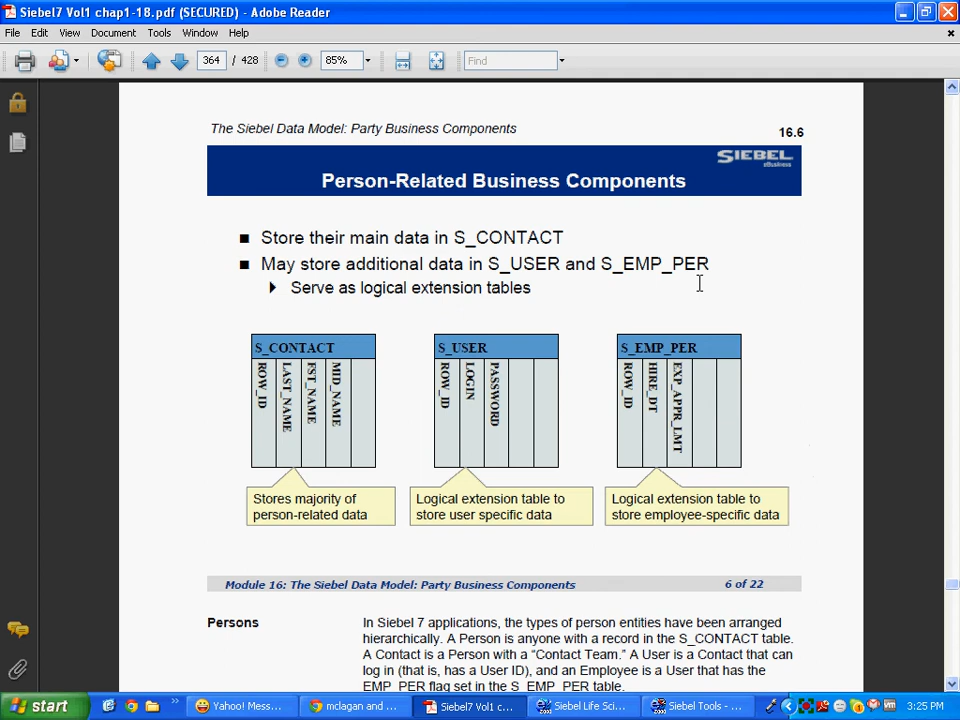 Siebel7 Vol1 chap1-18.pdf (SECURED) - Adobe Reader
File Edit View Document Tools Window Help
364 / 428 85% Find
The Siebel Data Model: Party Business Components
16.6
SIEBEL
eBusiness
Person-Related Business Components
Store their main data in S_CONTACT
May store additional data in S_USER and S_EMP_PER
Serve as logical extension tables
S_CONTACT
ROW_ID
LAST_NAME
FST_NAME
MID_NAME
S_USER
ROW_ID
LOGIN
PASSWORD
S_EMP_PER
ROW_ID
HIRE_DT
EXP_APPR_LMT
Stores majority of
person-related data
Logical extension table to
store user specific data
Logical extension table to
store employee-specific data
Module 16: The Siebel Data Model: Party Business Components 6 of 22
Persons
In Siebel 7 applications, the types of person entities have been arranged
hierarchically. A Person is anyone with a record in the S_CONTACT table.
A Contact is a Person with a “Contact Team.” A User is a Contact that can
log in (that is, has a User ID), and an Employee is a User that has the
EMP_PER flag set in the S_EMP_PER table.
start Yahoo! Mess... mclagan and ... Siebel7 Vol1 c... Siebel Life Sci... Siebel Tools - ... 3:25 PM